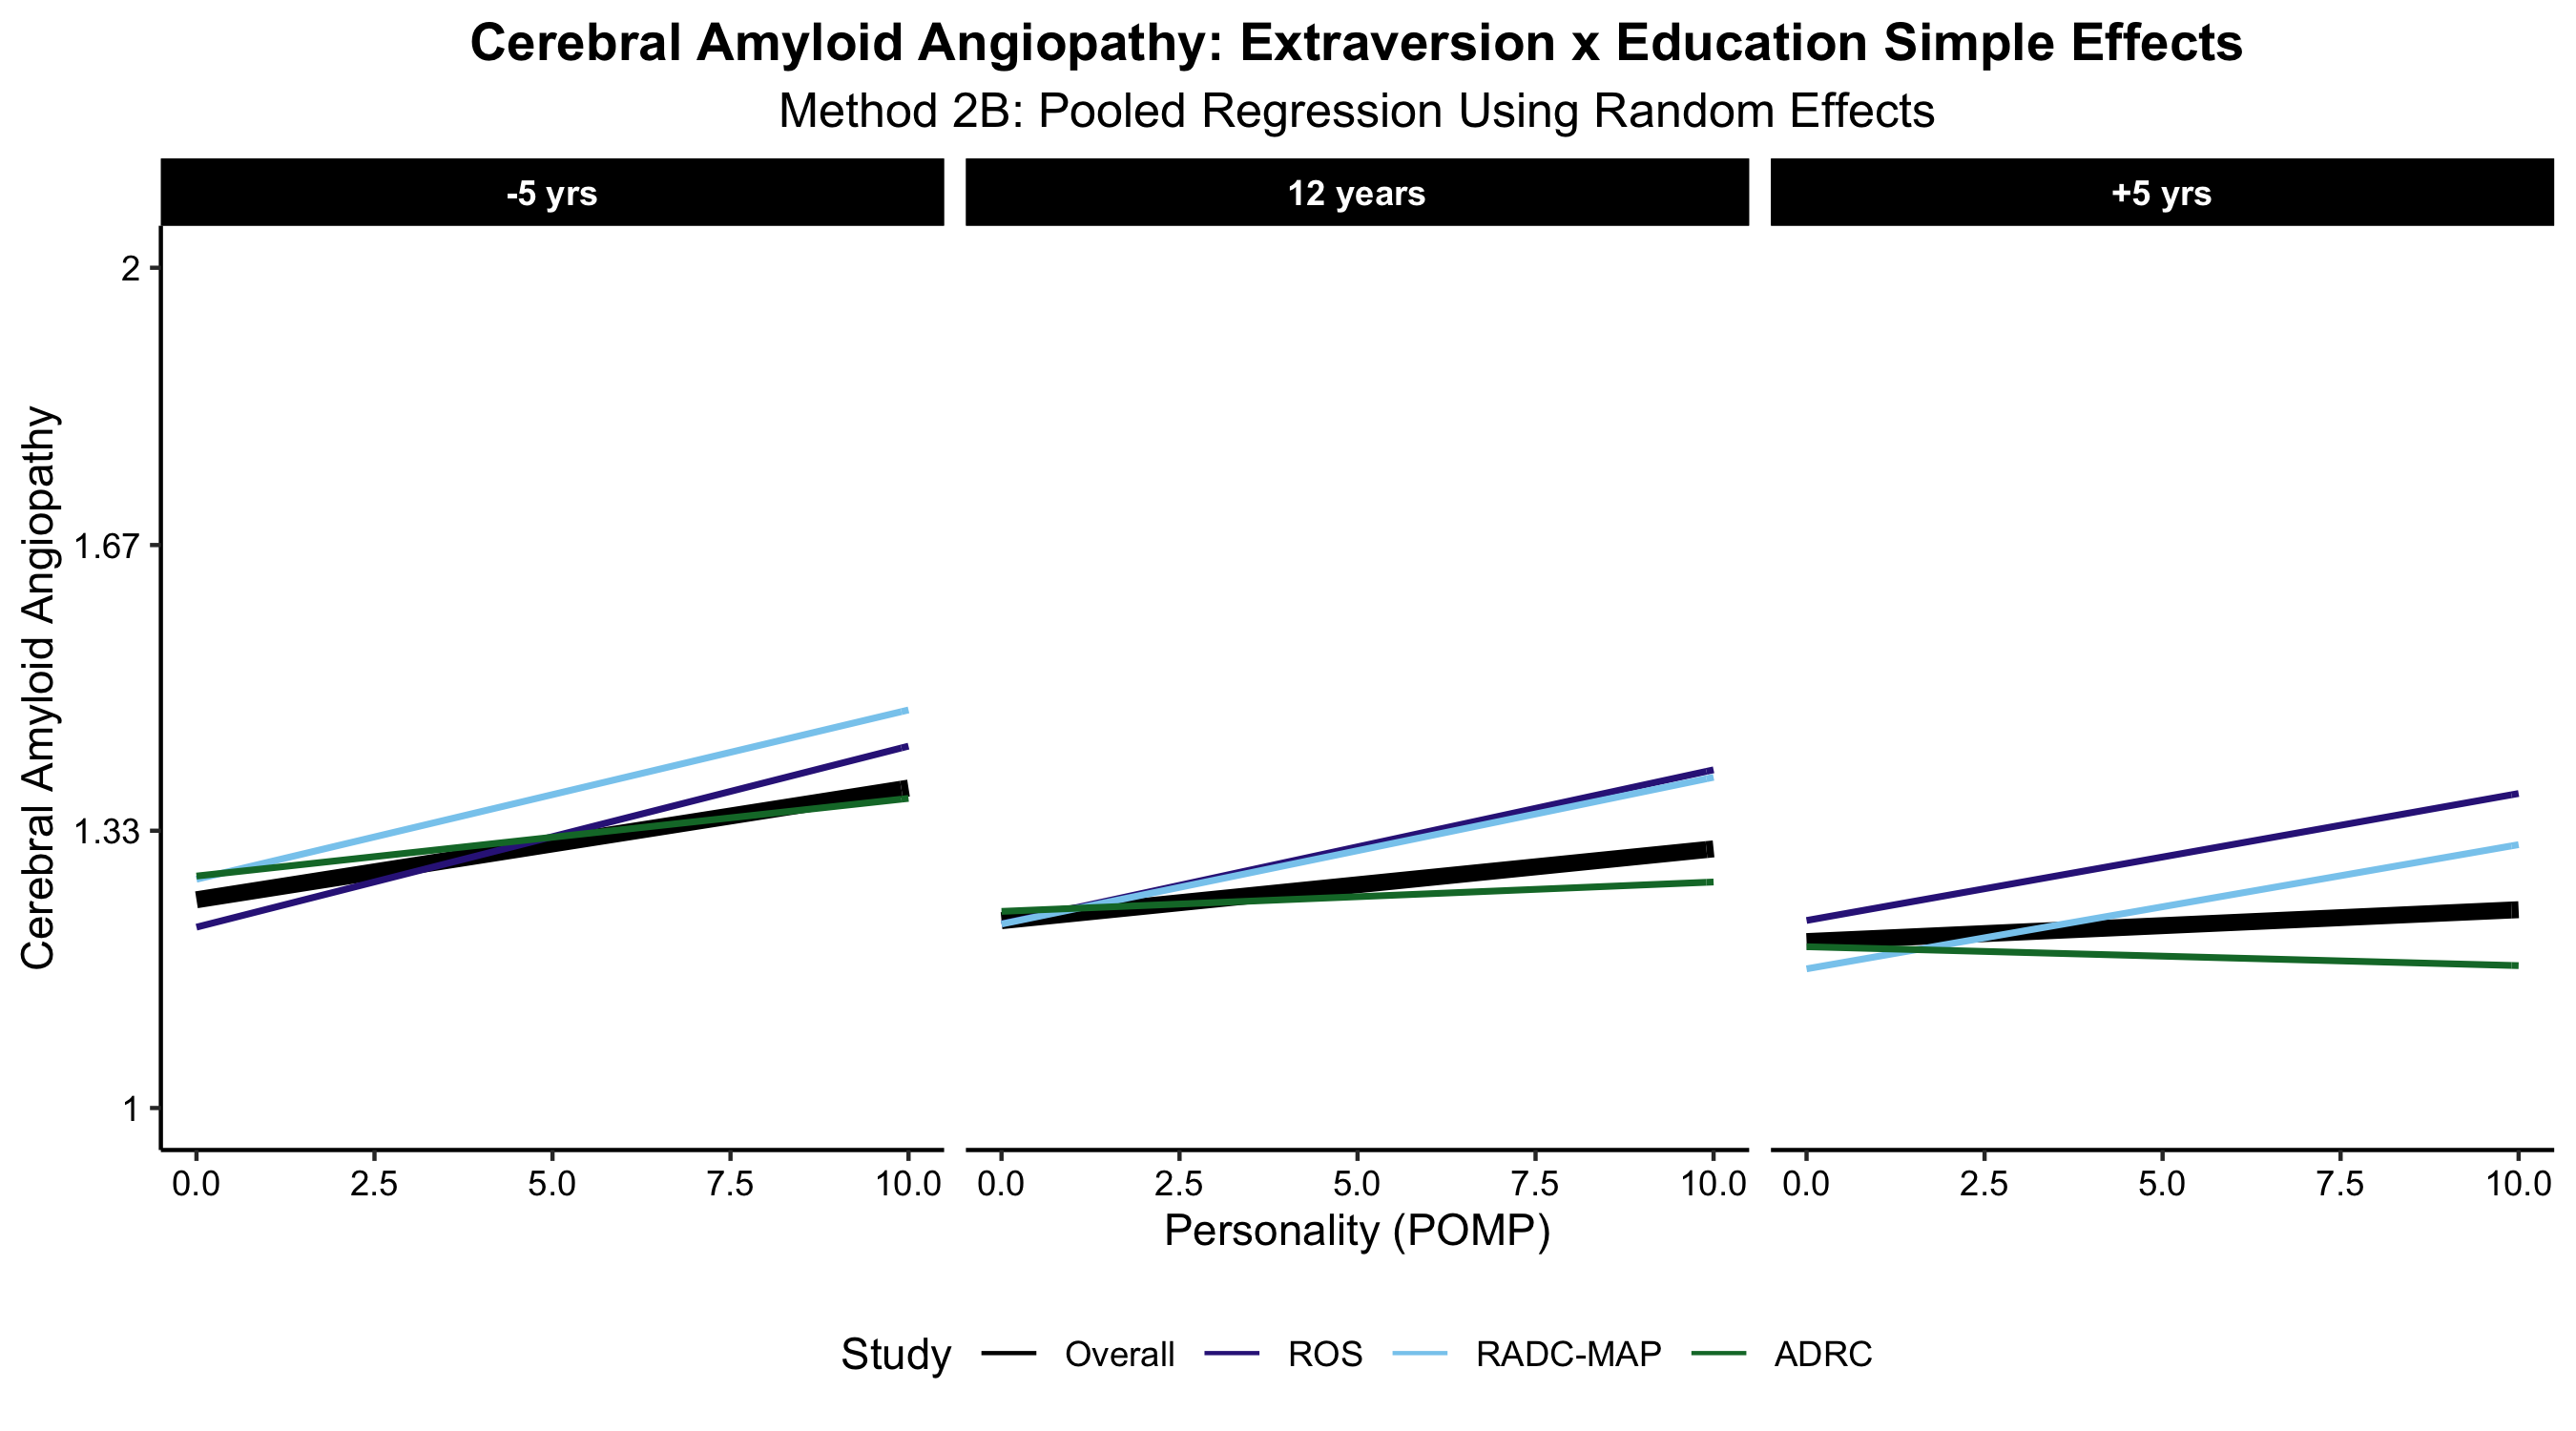 Cerebral Amyloid Angiopathy: Extraversion x Education Simple Effects
Method 2B: Pooled Regression Using Random Effects
-5 yrs 12 years +5 yrs
Cerebral Amyloid Angiopathy
2
1.67
1.33
1
0.0 2.5 5.0 7.5 10.0 0.0 2.5 5.0 7.5 10.0 0.0 2.5 5.0 7.5 10.0
Personality (POMP)
Study Overall ROS RADC-MAP ADRC